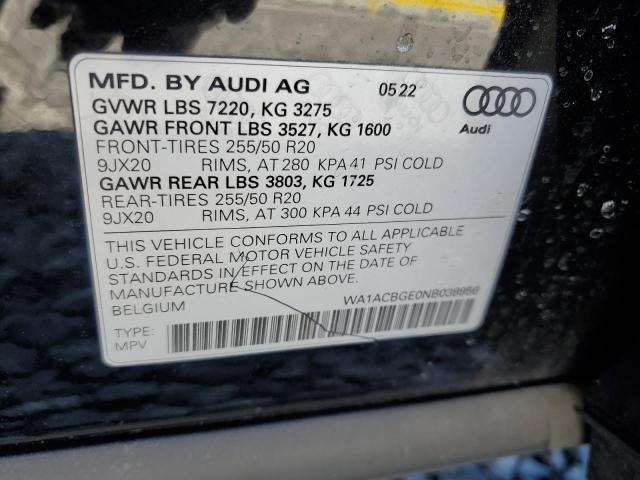 MFD. BY AUDI AG 05 22
GVWR LBS 7220, KG 3275
GAWR FRONT LBS 3527, KG 1600
FRONT-TIRES 255/50 R20
9JX20 RIMS, AT 280 KPA 41 PSI COLD
GAWR REAR LBS 3803, KG 1725
REAR-TIRES 255/50 R20
9JX20 RIMS, AT 300 KPA 44 PSI COLD
Audi
THIS VEHICLE CONFORMS TO ALL APPLICABLE
U.S. FEDERAL MOTOR VEHICLE SAFETY
STANDARDS IN EFFECT ON THE DATE OF
MANUFACTURE SHOWN ABOVE.
BELGIUM WA1ACBGE0NB038956
TYPE:
MPV